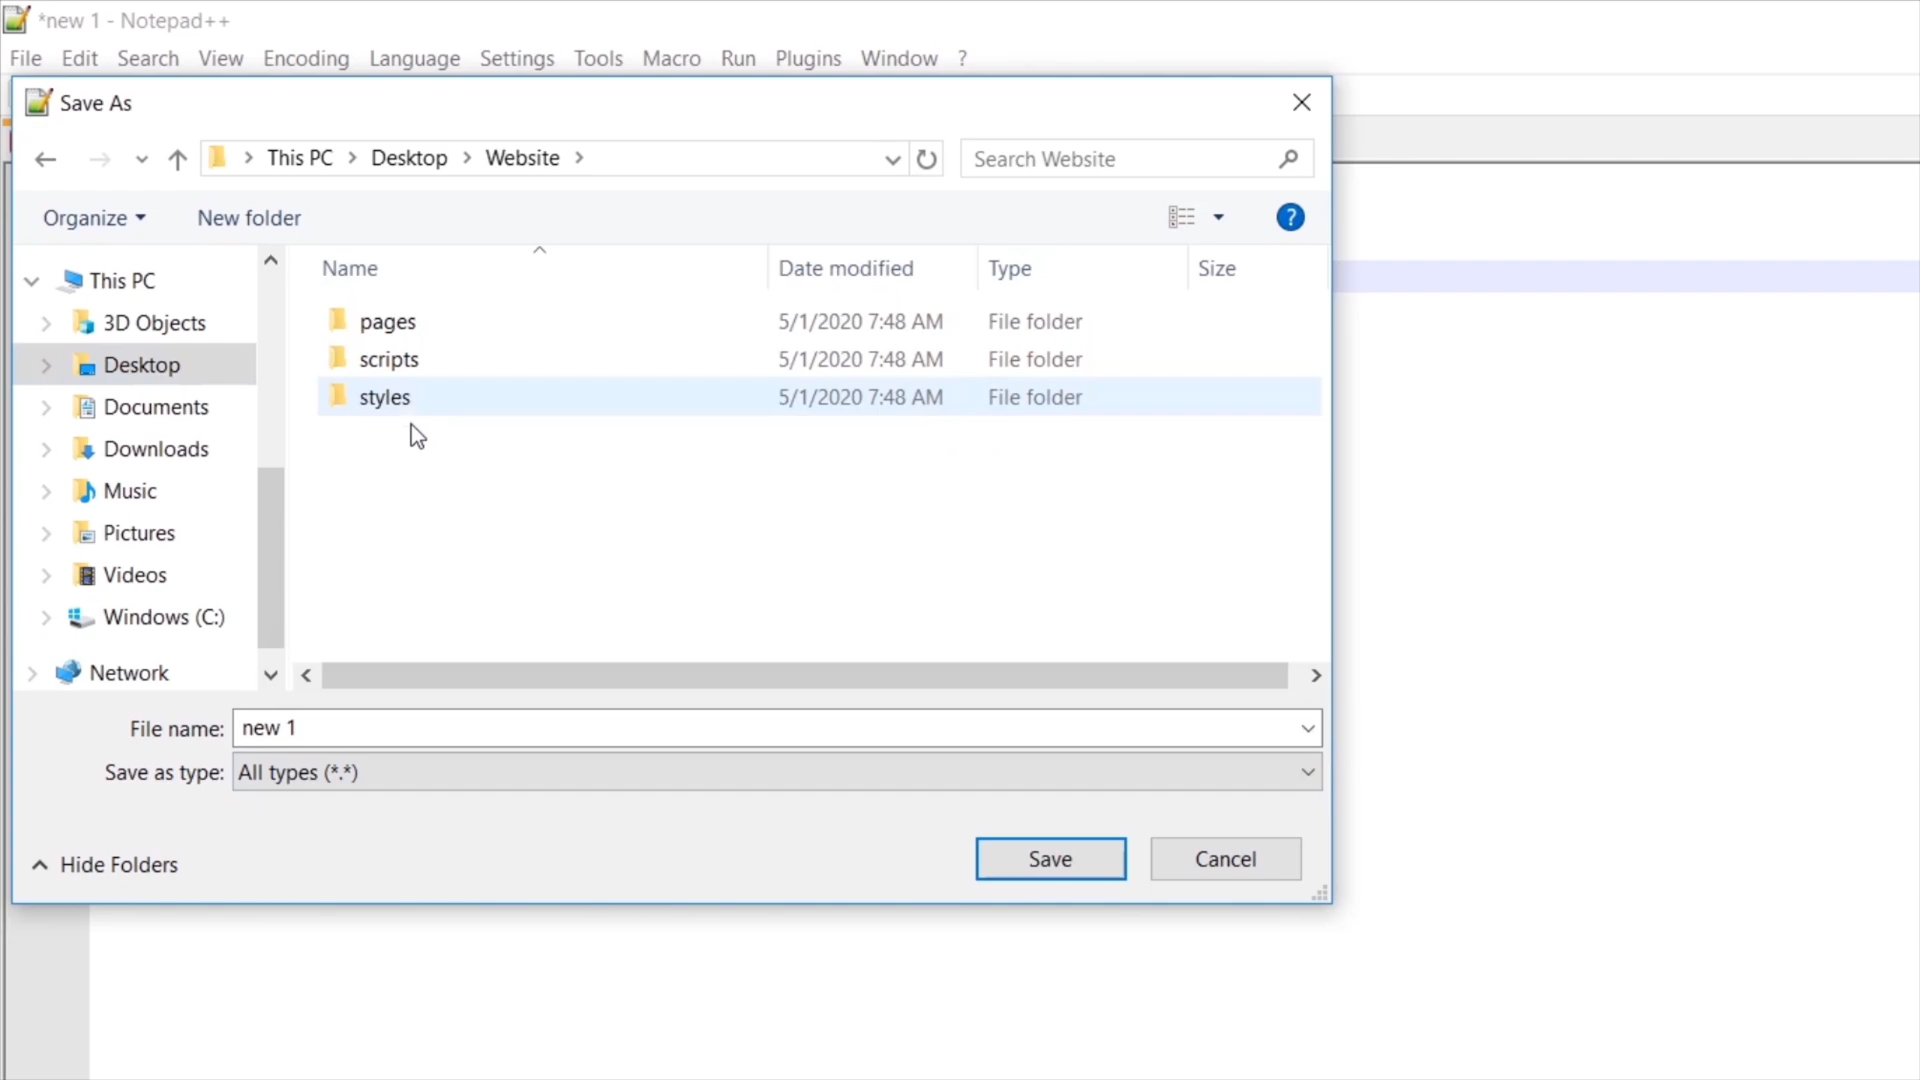 *new 1 - Notepad++
File Edit Search View Encoding Language Settings Tools Macro Run Plugins Window ?
Save As
This PC Desktop Website
Search Website
Organize New folder
?
This PC
3D Objects
Desktop
Documents
Downloads
Music
Pictures
Videos
Windows (C:)
Network
Name Date modified Type Size
pages 5/1/2020 7:48 AM File folder
scripts 5/1/2020 7:48 AM File folder
styles 5/1/2020 7:48 AM File folder
File name: new 1
Save as type: All types (*.*)
Hide Folders
Save Cancel